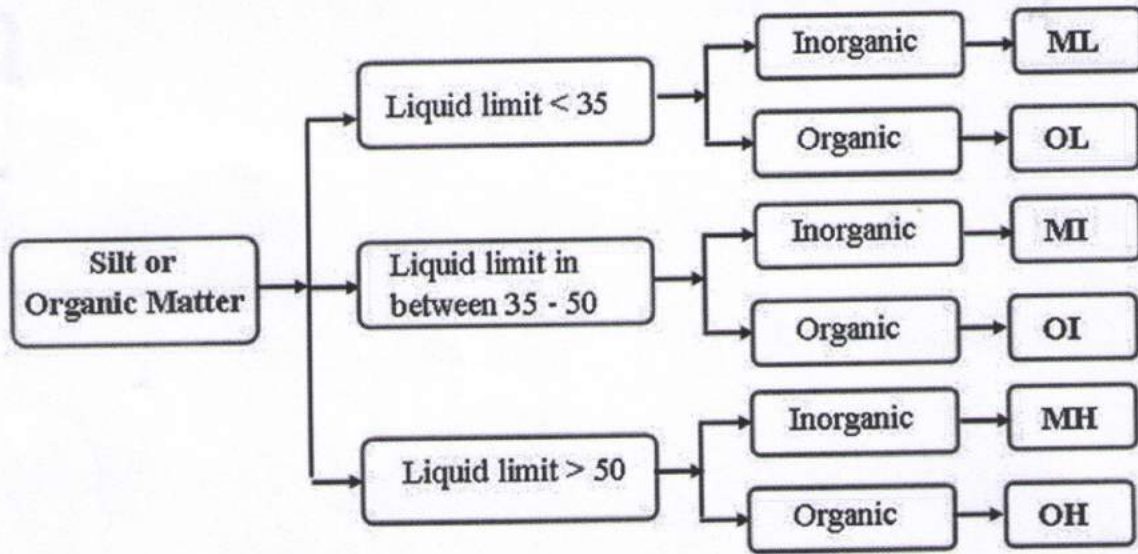 Silt or
Organic Matter
Liquid limit < 35
Inorganic
ML
Organic
OL
Liquid limit in
between 35 - 50
Inorganic
MI
Organic
OI
Liquid limit > 50
Inorganic
MH
Organic
OH